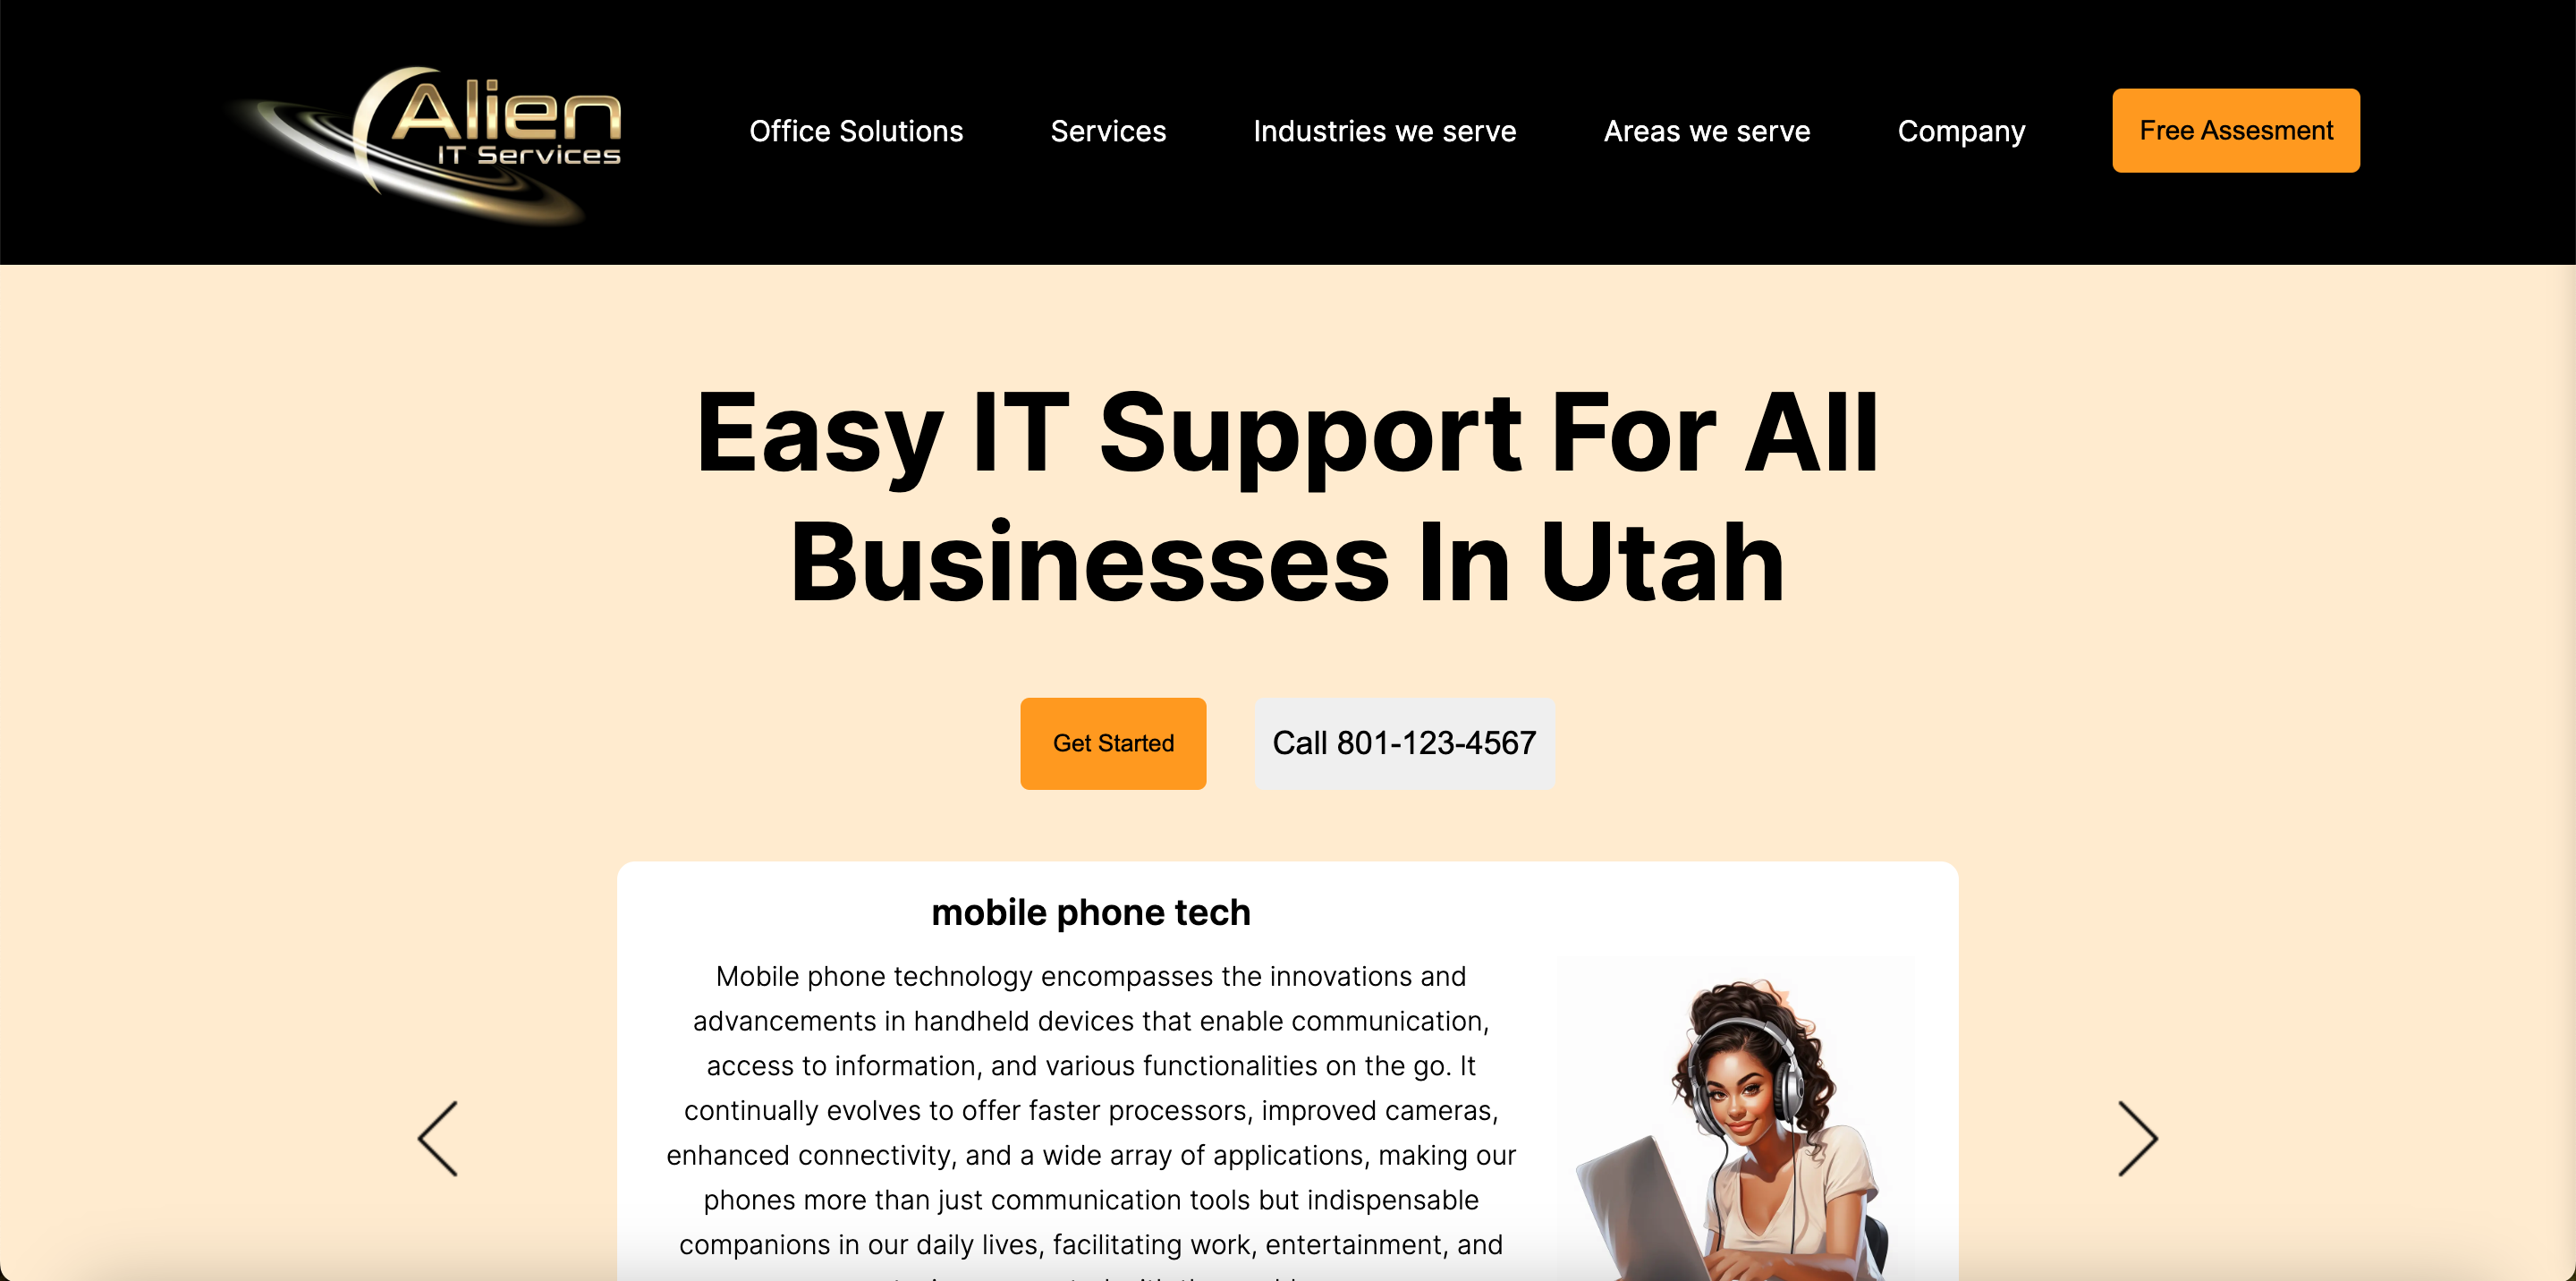 Alien
IT Services
Office Solutions
Services
Industries we serve
Areas we serve
Company
Free Assesment
Easy IT Support For All
Businesses In Utah
Get Started
Call 801-123-4567
mobile phone tech
Mobile phone technology encompasses the innovations and
advancements in handheld devices that enable communication,
access to information, and various functionalities on the go. It
continually evolves to offer faster processors, improved cameras,
enhanced connectivity, and a wide array of applications, making our
phones more than just communication tools but indispensable
companions in our daily lives, facilitating work, entertainment, and